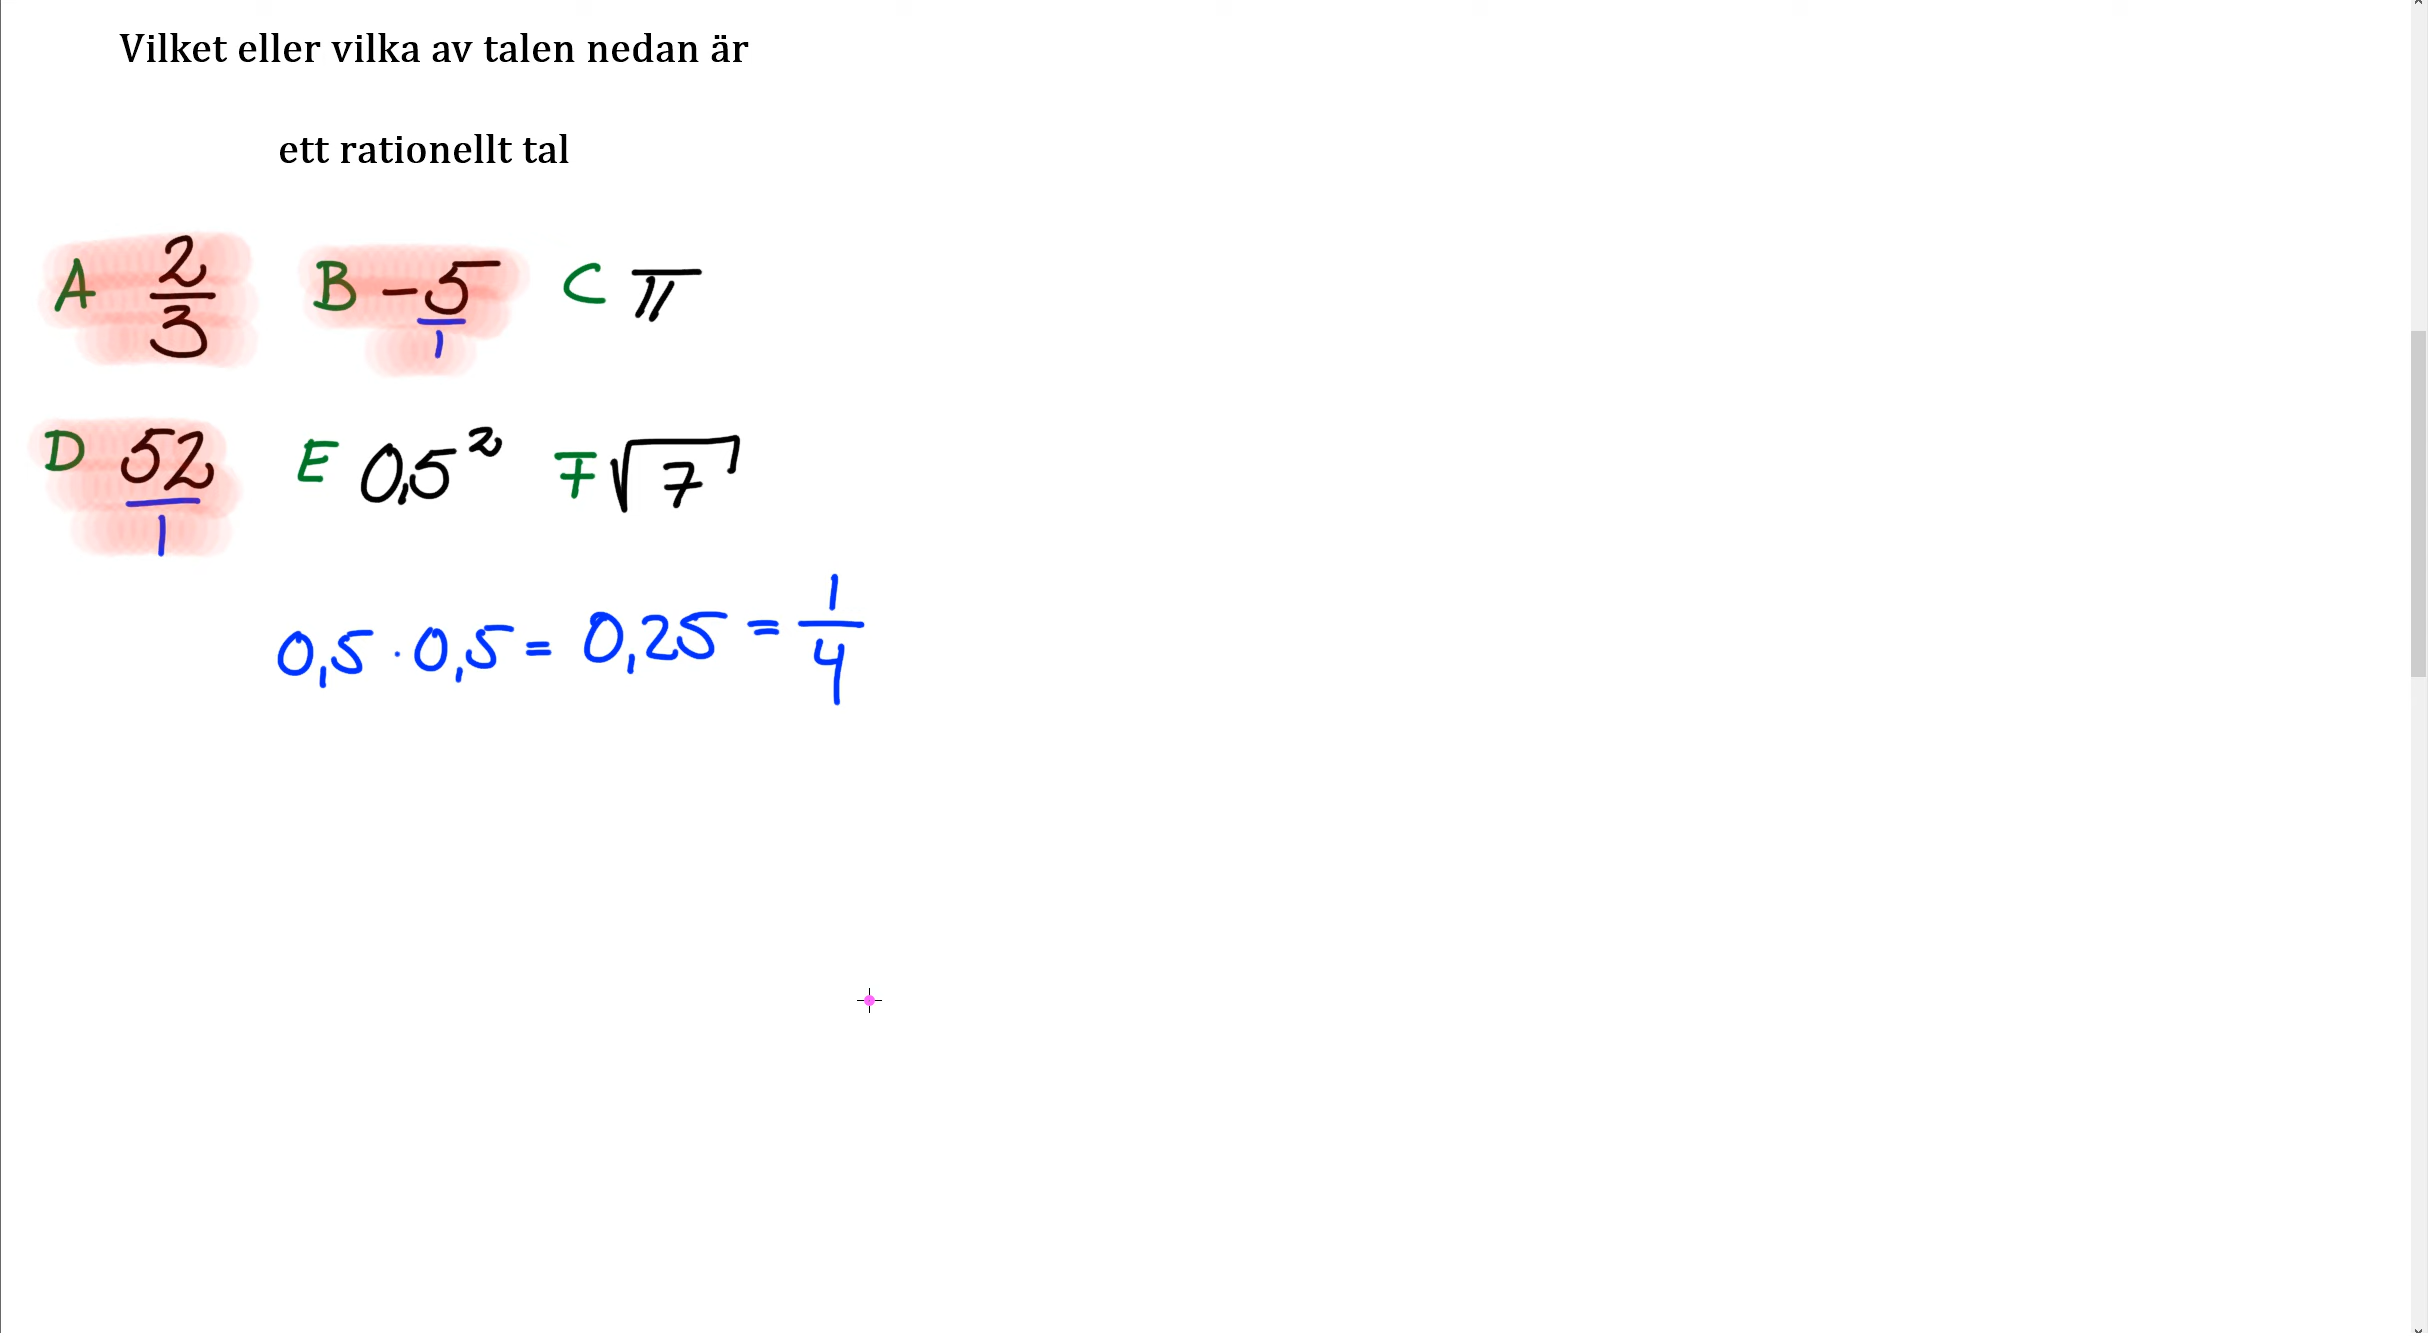 Vilket eller vilka av talen nedan är
ett rationellt tal
A 2/3 B -5/1 C π
D 52/1 E 0,5² F √7
0,5 · 0,5 = 0,25 = 1/4